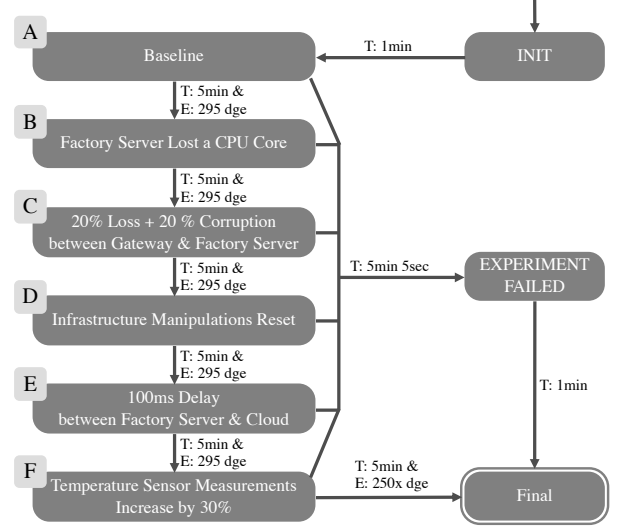 A
Baseline
T: 1min
INIT
T: 5min &
E: 295 dge
B
Factory Server Lost a CPU Core
T: 5min &
E: 295 dge
C
20% Loss + 20 % Corruption
between Gateway & Factory Server
T: 5min 5sec
EXPERIMENT
FAILED
T: 5min &
E: 295 dge
D
Infrastructure Manipulations Reset
T: 5min &
E: 295 dge
E
100ms Delay
between Factory Server & Cloud
T: 1min
T: 5min &
E: 295 dge
F
Temperature Sensor Measurements
Increase by 30%
T: 5min &
E: 250x dge
Final